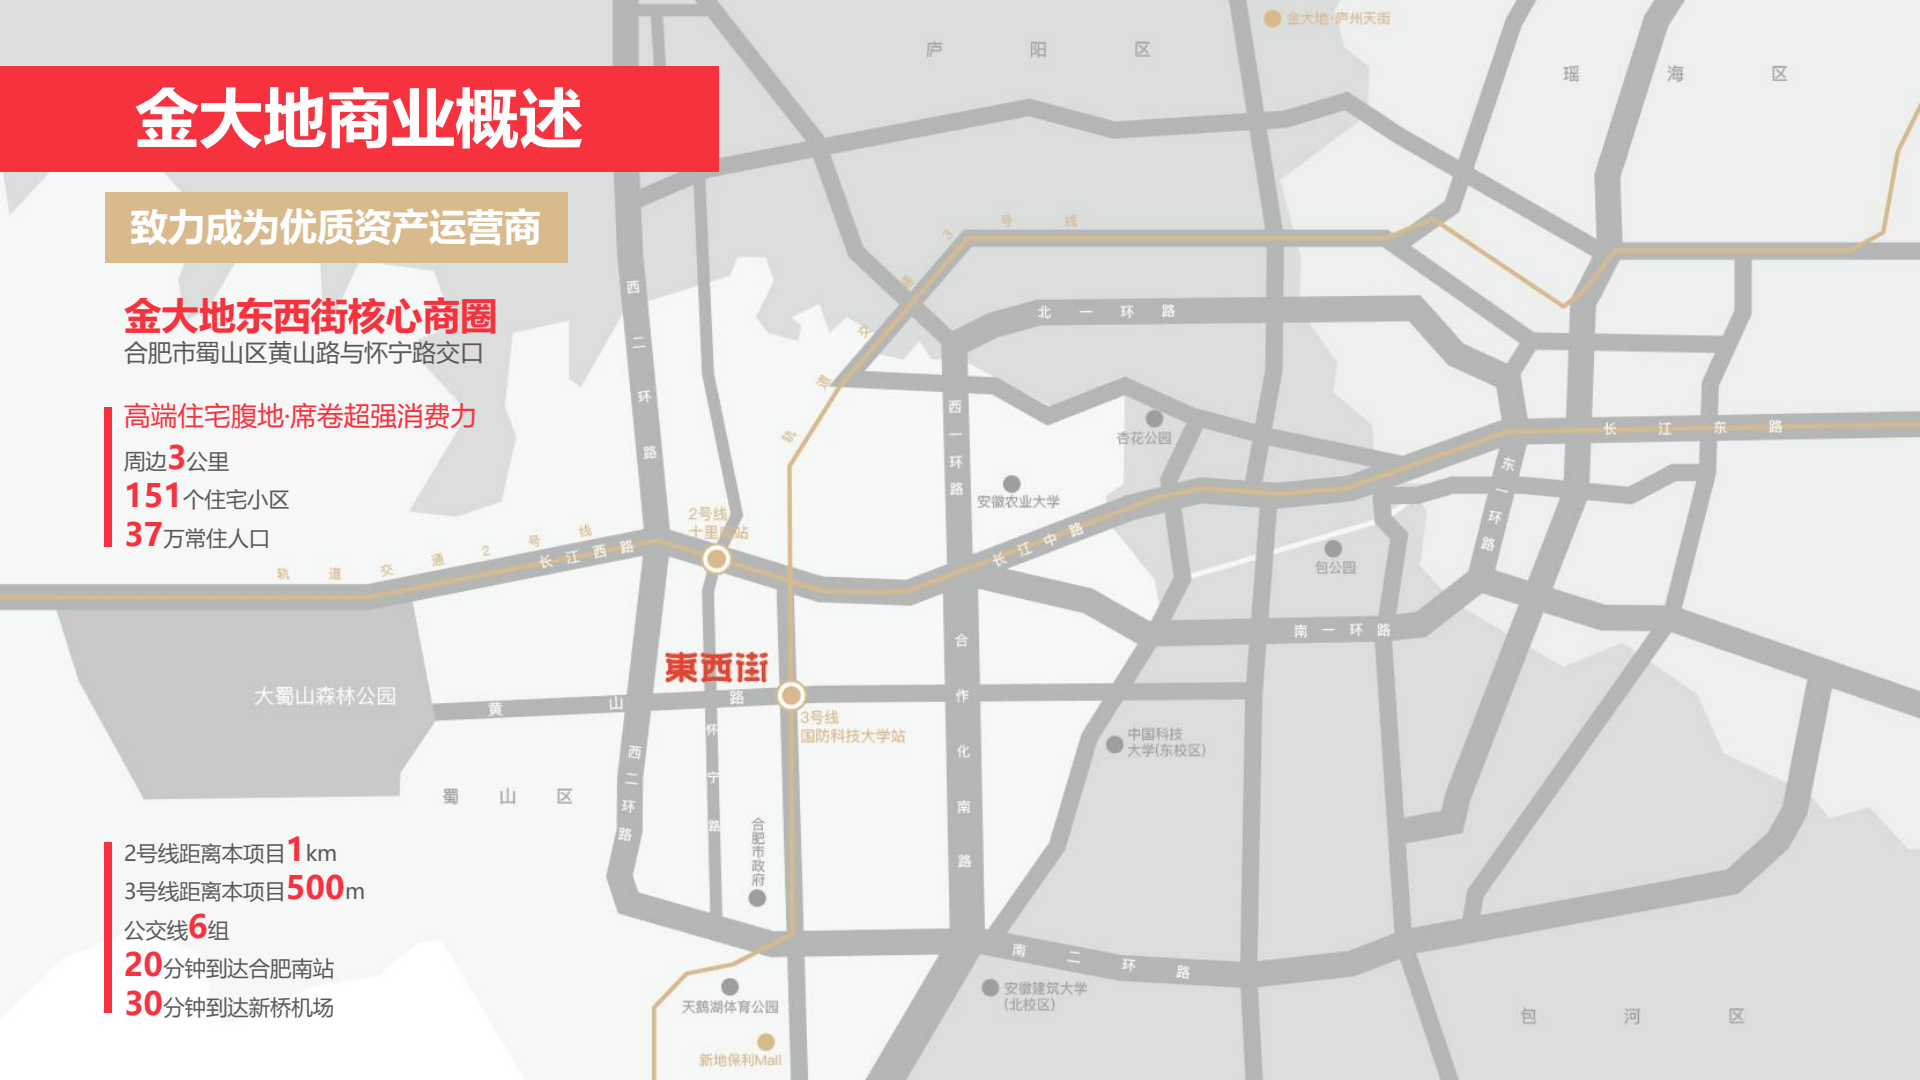 金大地商业概述
致力成为优质资产运营商
金大地东西街核心商圈
合肥市蜀山区黄山路与怀宁路交口
高端住宅腹地·席卷超强消费力
周边3公里
151个住宅小区
37万常住人口
2号线距离本项目1km
3号线距离本项目500m
公交线6组
20分钟到达合肥南站
30分钟到达新桥机场
金大地·庐州天街
庐阳区
瑶海区
轨道交通3号线
北一环路
西二环路
西一环路
杏花公园
安徽农业大学
长江东路
东一环路
2号线
十里庙站
轨道交通2号线
长江西路
长江中路
包公园
南一环路
合作化南路
東西街
大蜀山森林公园
黄山路
3号线
国防科技大学站
怀宁路
西二环路
中国科技
大学(东校区)
蜀山区
合肥市政府
南二环路
安徽建筑大学
(北校区)
天鹅湖体育公园
新地保利Mall
包河区